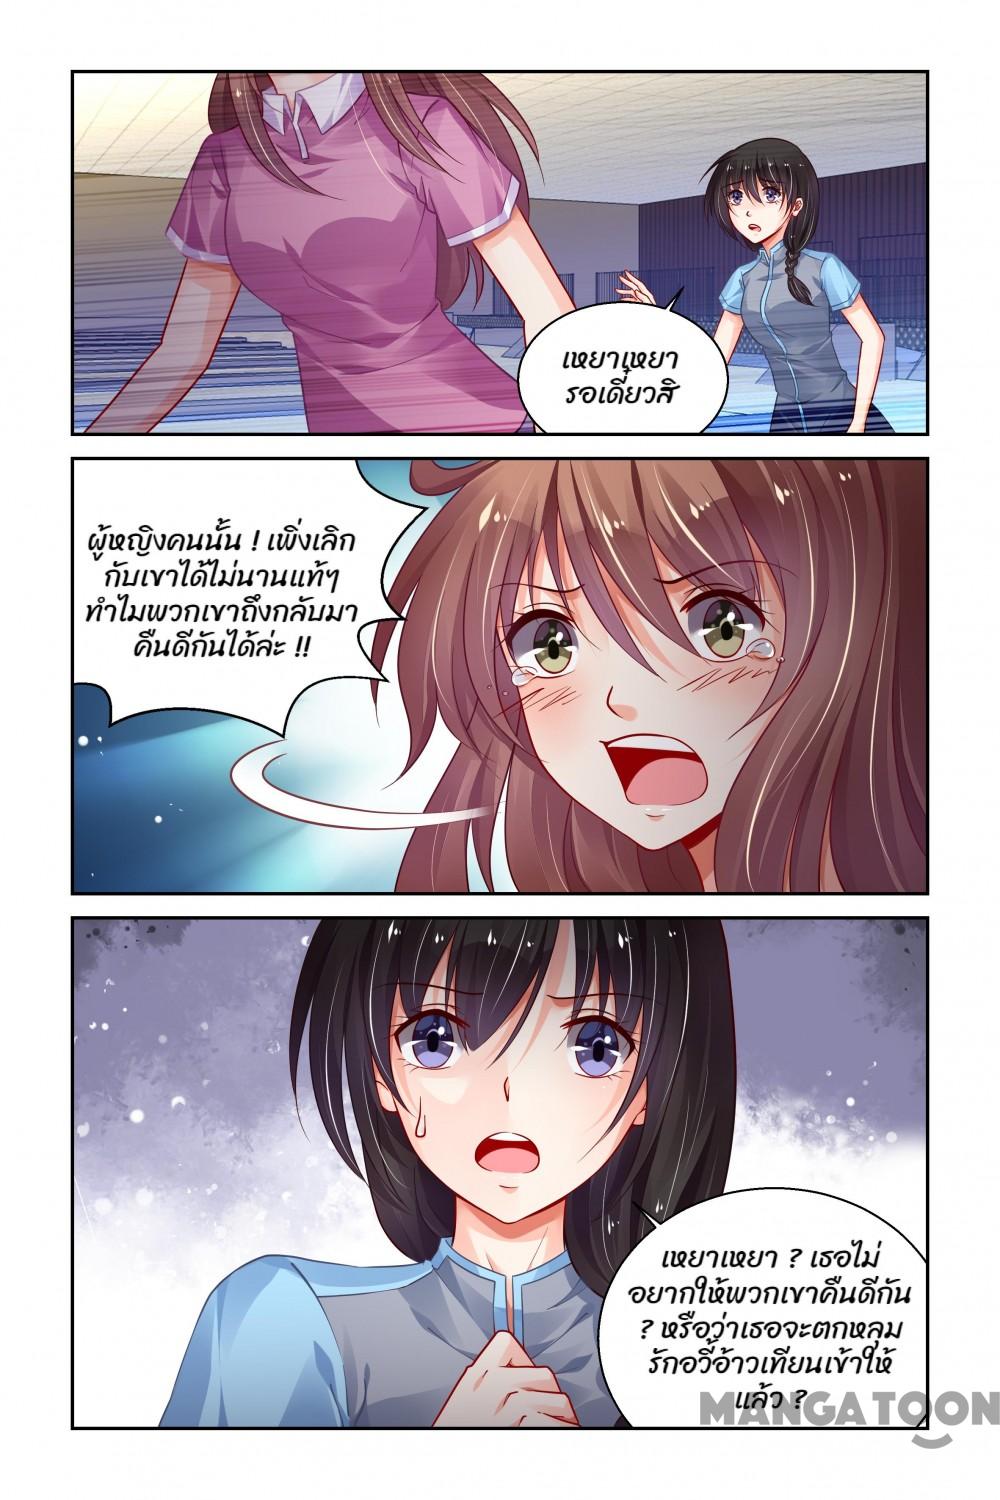 เหยาเหยา
รอเดี๋ยวสิ
ผู้หญิงคนนั้น ! เพิ่งเลิก
กับเขาได้ไม่นานแท้ๆ
ทำไมพวกเขาถึงกลับมา
คืนดีกันได้ล่ะ !!
เหยาเหยา ? เธอไม่
อยากให้พวกเขาคืนดีกัน
? หรือว่าเธอจะตกหลุม
รักอวี้อ้าวเทียนเข้าให้
แล้ว ?
MANGATOON